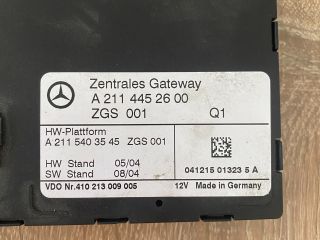 Zentrales Gateway
A 211 445 26 00
ZGS 001 Q1
HW-Plattform
A 211 540 35 45 ZGS 001
HW Stand 05/04
SW Stand 08/04
041215 01323 5 A
VDO Nr.410 213 009 005 12V Made in Germany